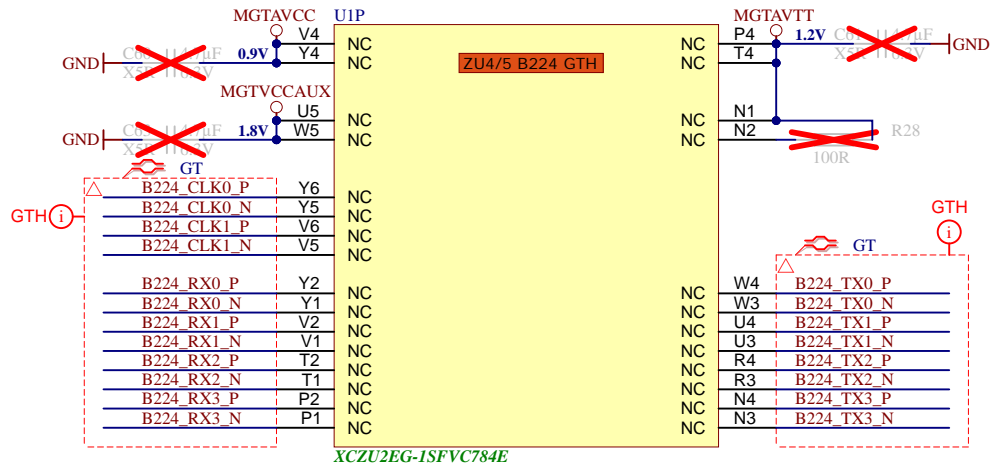 MGTAVCC
U1P
MGTAVTT
V4
NC
NC
P4
1.2V
GND
GND
0.9V
Y4
NC
ZU4/5 B224 GTH
NC
T4
MGTVCCAUX
U5
NC
NC
N1
GND
1.8V
W5
NC
NC
N2
R28
100R
GT
B224_CLK0_P
Y6
NC
B224_CLK0_N
Y5
NC
GTH
i
B224_CLK1_P
V6
NC
B224_CLK1_N
V5
NC
GTH
i
GT
B224_RX0_P
Y2
NC
NC
W4
B224_TX0_P
B224_RX0_N
Y1
NC
NC
W3
B224_TX0_N
B224_RX1_P
V2
NC
NC
U4
B224_TX1_P
B224_RX1_N
V1
NC
NC
U3
B224_TX1_N
B224_RX2_P
T2
NC
NC
R4
B224_TX2_P
B224_RX2_N
T1
NC
NC
R3
B224_TX2_N
B224_RX3_P
P2
NC
NC
N4
B224_TX3_P
B224_RX3_N
P1
NC
NC
N3
B224_TX3_N
XCZU2EG-1SFVC784E